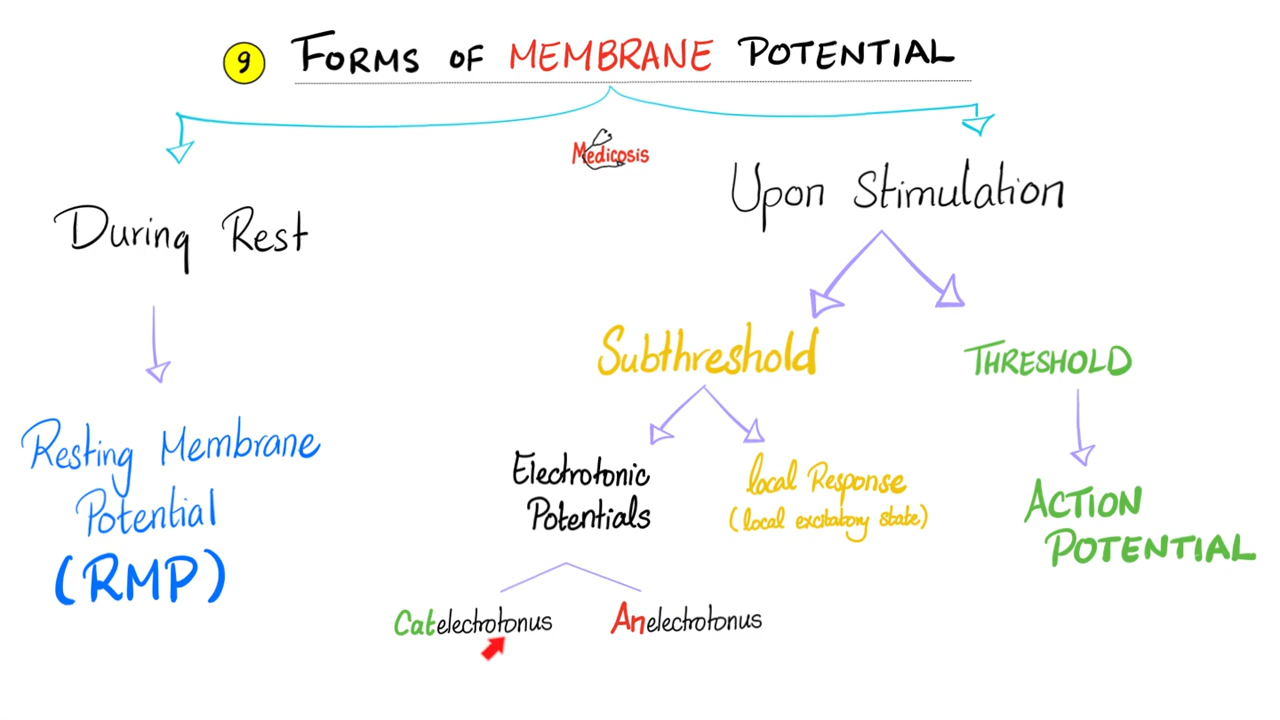 9 FORMS OF MEMBRANE POTENTIAL
Medicosis
During Rest
Upon Stimulation
Subthreshold
THRESHOLD
Resting Membrane
Potential
(RMP)
Electrotonic
Potentials
local Response
(local excitatory state)
ACTION
POTENTIAL
Catelectrotonus
Anelectrotonus